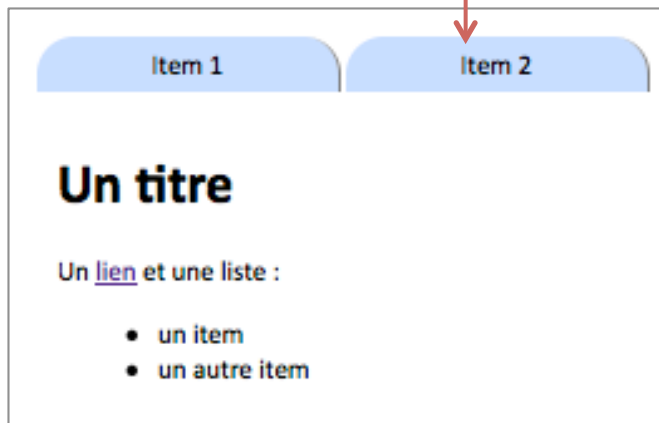 Item 1 Item 2
Un titre
Un lien et une liste :
• un item
• un autre item